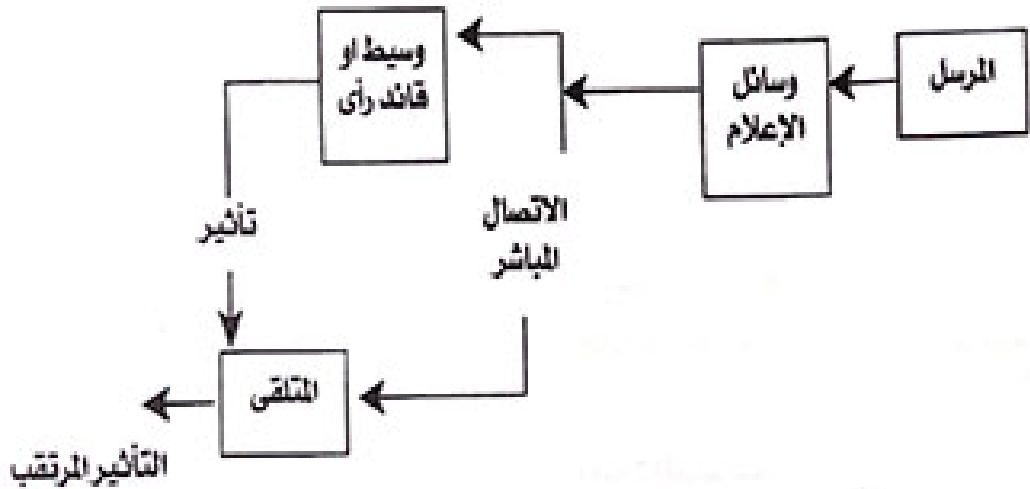 المرسل
وسائل
الإعلام
وسيط او
قائد رأى
الاتصال
المباشر
تأثير
المتلقى
التأثير المرتقب